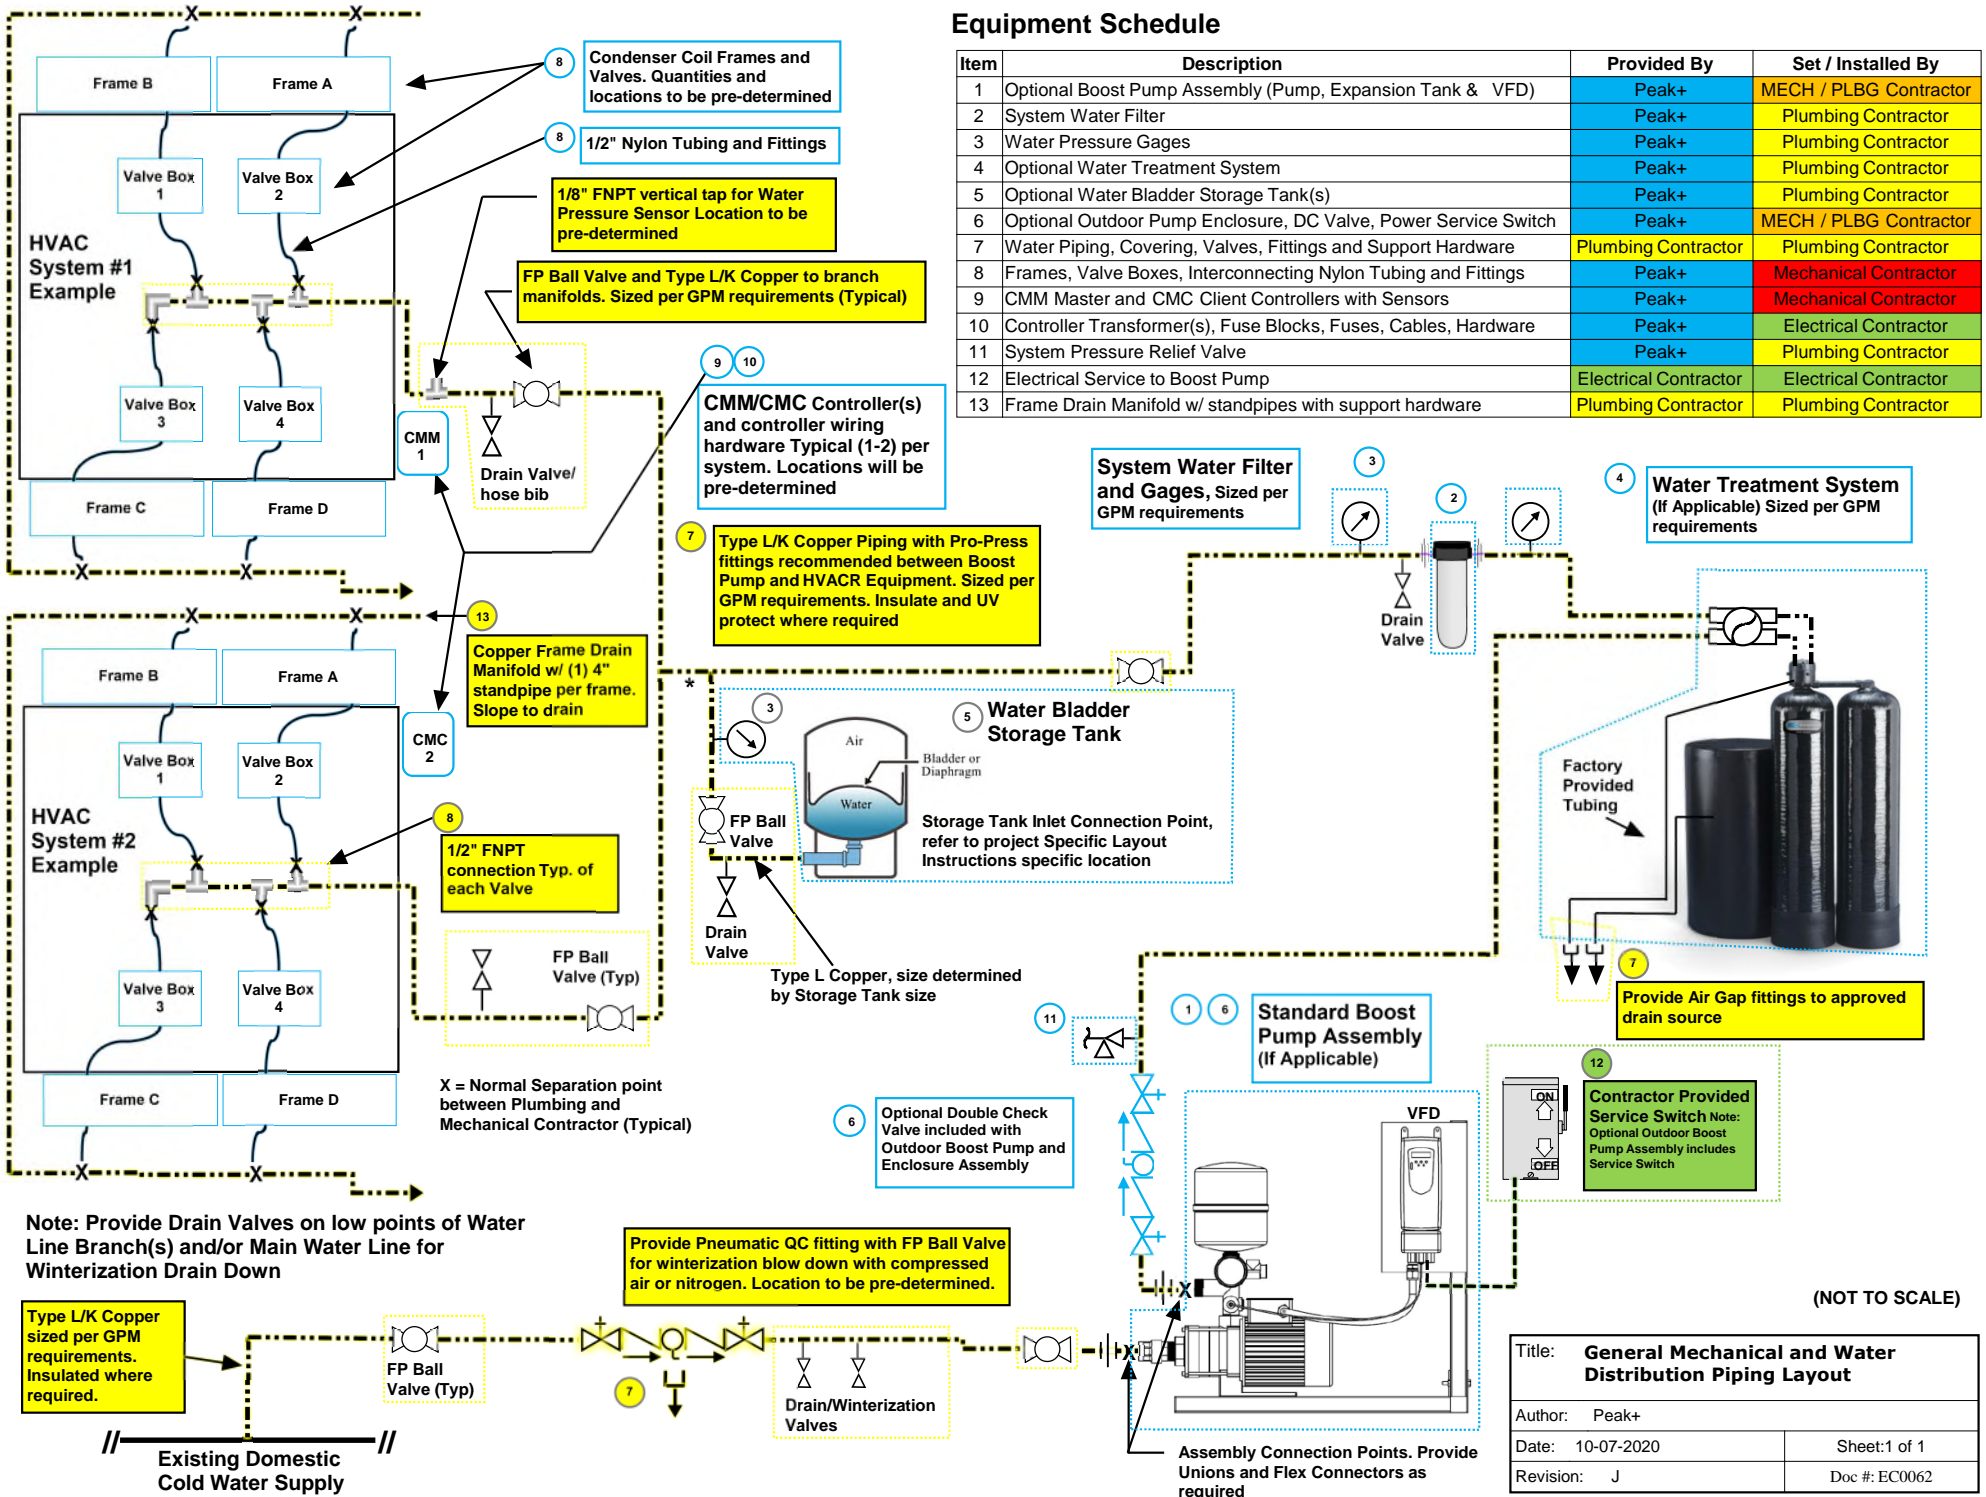 Equipment Schedule
Item Description Provided By Set / Installed By
1 Optional Boost Pump Assembly (Pump, Expansion Tank & VFD) Peak+ MECH / PLBG Contractor
2 System Water Filter Peak+ Plumbing Contractor
3 Water Pressure Gages Peak+ Plumbing Contractor
4 Optional Water Treatment System Peak+ Plumbing Contractor
5 Optional Water Bladder Storage Tank(s) Peak+ Plumbing Contractor
6 Optional Outdoor Pump Enclosure, DC Valve, Power Service Switch Peak+ MECH / PLBG Contractor
7 Water Piping, Covering, Valves, Fittings and Support Hardware Plumbing Contractor Plumbing Contractor
8 Frames, Valve Boxes, Interconnecting Nylon Tubing and Fittings Peak+ Mechanical Contractor
9 CMM Master and CMC Client Controllers with Sensors Peak+ Mechanical Contractor
10 Controller Transformer(s), Fuse Blocks, Fuses, Cables, Hardware Peak+ Electrical Contractor
11 System Pressure Relief Valve Peak+ Plumbing Contractor
12 Electrical Service to Boost Pump Electrical Contractor Electrical Contractor
13 Frame Drain Manifold w/ standpipes with support hardware Plumbing Contractor Plumbing Contractor
X X
Frame B Frame A
8
Condenser Coil Frames and
Valves. Quantities and
locations to be pre-determined
8
1/2" Nylon Tubing and Fittings
Valve Box
1
Valve Box
2
1/8" FNPT vertical tap for Water
Pressure Sensor Location to be
pre-determined
HVAC
System #1
Example
X X
FP Ball Valve and Type L/K Copper to branch
manifolds. Sized per GPM requirements (Typical)
X X
Valve Box
3
Valve Box
4
9 10
CMM/CMC Controller(s)
and controller wiring
hardware Typical (1-2) per
system. Locations will be
pre-determined
CMM
1
Drain Valve/
hose bib
Frame C Frame D
X X
7
Type L/K Copper Piping with Pro-Press
fittings recommended between Boost
Pump and HVACR Equipment. Sized per
GPM requirements. Insulate and UV
protect where required
System Water Filter
and Gages, Sized per
GPM requirements
3
2
Drain
Valve
4
Water Treatment System
(If Applicable) Sized per GPM
requirements
X X
13
Copper Frame Drain
Manifold w/ (1) 4"
standpipe per frame.
Slope to drain
Frame B Frame A
*
CMC
2
Valve Box
1
Valve Box
2
HVAC
System #2
Example
X X
8
1/2" FNPT
connection Typ. of
each Valve
X X
Valve Box
3
Valve Box
4
FP Ball
Valve (Typ)
Frame C Frame D
X X
X = Normal Separation point
between Plumbing and
Mechanical Contractor (Typical)
3
5
Water Bladder
Storage Tank
Air
Bladder or
Diaphragm
Water
FP Ball
Valve
Storage Tank Inlet Connection Point,
refer to project Specific Layout
Instructions specific location
Drain
Valve
Type L Copper, size determined
by Storage Tank size
Factory
Provided
Tubing
7
Provide Air Gap fittings to approved
drain source
11
1 6
Standard Boost
Pump Assembly
(If Applicable)
6
Optional Double Check
Valve included with
Outdoor Boost Pump and
Enclosure Assembly
VFD
12
ON
OFF
Contractor Provided
Service Switch Note:
Optional Outdoor Boost
Pump Assembly includes
Service Switch
Note: Provide Drain Valves on low points of Water
Line Branch(s) and/or Main Water Line for
Winterization Drain Down
Provide Pneumatic QC fitting with FP Ball Valve
for winterization blow down with compressed
air or nitrogen. Location to be pre-determined.
X
Type L/K Copper
sized per GPM
requirements.
Insulated where
required.
FP Ball
Valve (Typ)
7
Drain/Winterization
Valves
X
Existing Domestic
Cold Water Supply
Assembly Connection Points. Provide
Unions and Flex Connectors as
required
(NOT TO SCALE)
Title: General Mechanical and Water
Distribution Piping Layout
Author: Peak+
Date: 10-07-2020 Sheet:1 of 1
Revision: J Doc #: EC0062